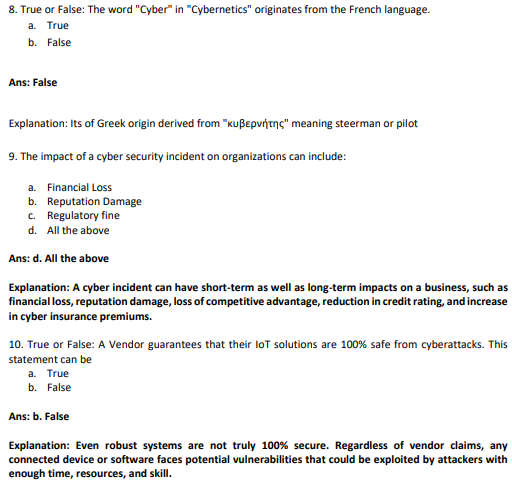 8. True or False: The word "Cyber" in "Cybernetics" originates from the French language.
a. True
b. False
Ans: False
Explanation: Its of Greek origin derived from "κυβερνήτης" meaning steerman or pilot
9. The impact of a cyber security incident on organizations can include:
a. Financial Loss
b. Reputation Damage
c. Regulatory fine
d. All the above
Ans: d. All the above
Explanation: A cyber incident can have short-term as well as long-term impacts on a business, such as
financial loss, reputation damage, loss of competitive advantage, reduction in credit rating, and increase
in cyber insurance premiums.
10. True or False: A Vendor guarantees that their IoT solutions are 100% safe from cyberattacks. This
statement can be
a. True
b. False
Ans: b. False
Explanation: Even robust systems are not truly 100% secure. Regardless of vendor claims, any
connected device or software faces potential vulnerabilities that could be exploited by attackers with
enough time, resources, and skill.